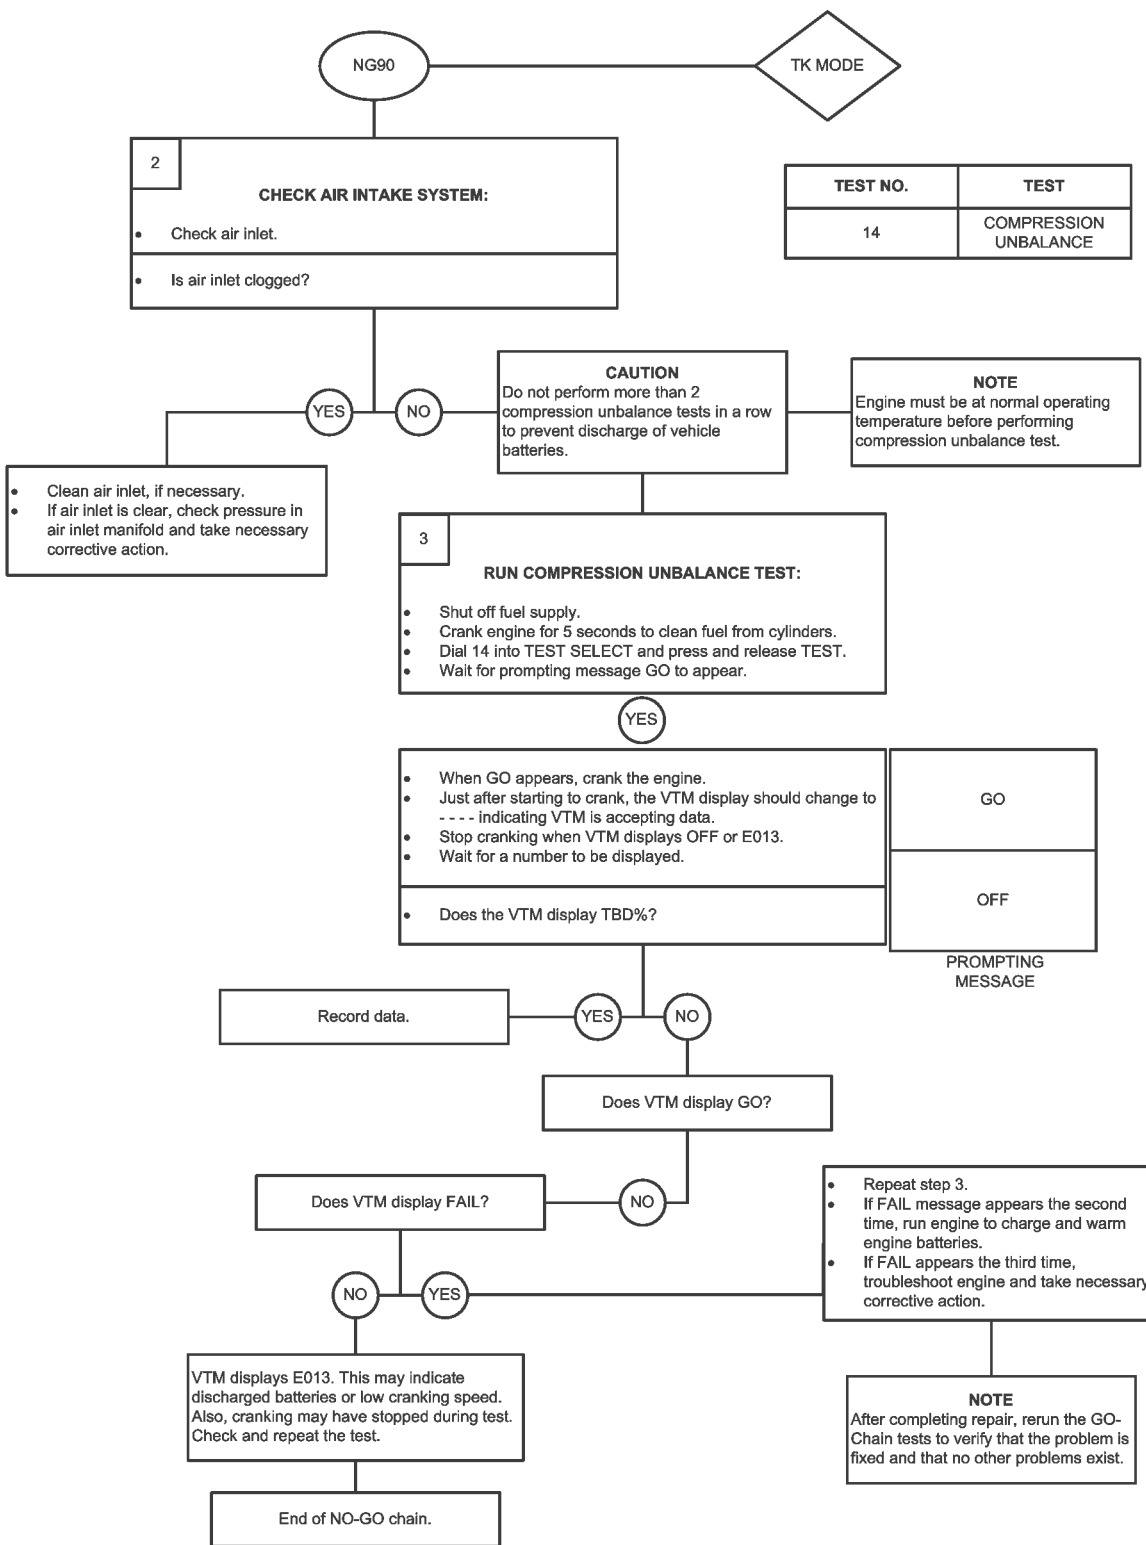 NG90
TK MODE
2
CHECK AIR INTAKE SYSTEM:
• Check air inlet.
• Is air inlet clogged?
TEST NO.
TEST
14
COMPRESSION
UNBALANCE
YES
NO
CAUTION
Do not perform more than 2
compression unbalance tests in a row
to prevent discharge of vehicle
batteries.
NOTE
Engine must be at normal operating
temperature before performing
compression unbalance test.
• Clean air inlet, if necessary.
• If air inlet is clear, check pressure in
air inlet manifold and take necessary
corrective action.
3
RUN COMPRESSION UNBALANCE TEST:
• Shut off fuel supply.
• Crank engine for 5 seconds to clean fuel from cylinders.
• Dial 14 into TEST SELECT and press and release TEST.
• Wait for prompting message GO to appear.
YES
• When GO appears, crank the engine.
• Just after starting to crank, the VTM display should change to
- - - - indicating VTM is accepting data.
• Stop cranking when VTM displays OFF or E013.
• Wait for a number to be displayed.
• Does the VTM display TBD%?
GO
OFF
PROMPTING
MESSAGE
Record data.
YES
NO
Does VTM display GO?
Does VTM display FAIL?
NO
• Repeat step 3.
• If FAIL message appears the second
time, run engine to charge and warm
engine batteries.
• If FAIL appears the third time,
troubleshoot engine and take necessary
corrective action.
NO
YES
VTM displays E013. This may indicate
discharged batteries or low cranking speed.
Also, cranking may have stopped during test.
Check and repeat the test.
NOTE
After completing repair, rerun the GO-
Chain tests to verify that the problem is
fixed and that no other problems exist.
End of NO-GO chain.